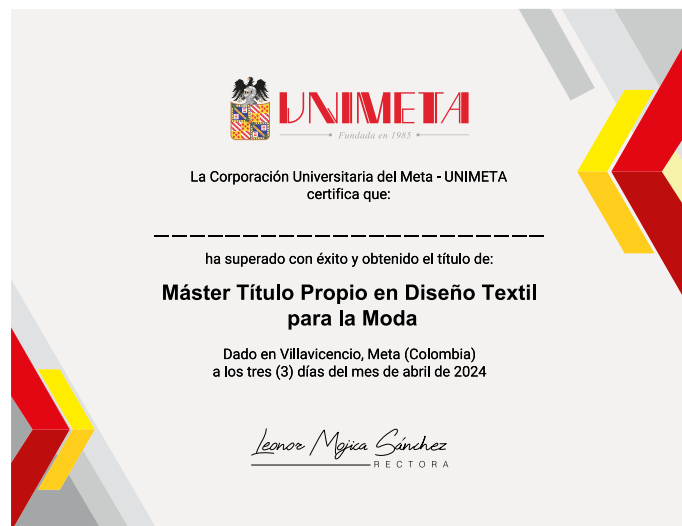 UNIMETA
Fundada en 1985
La Corporación Universitaria del Meta - UNIMETA
certifica que:
ha superado con éxito y obtenido el título de:
Máster Título Propio en Diseño Textil
para la Moda
Dado en Villavicencio, Meta (Colombia)
a los tres (3) días del mes de abril de 2024
Leonor Mojica Sánchez
RECTORA